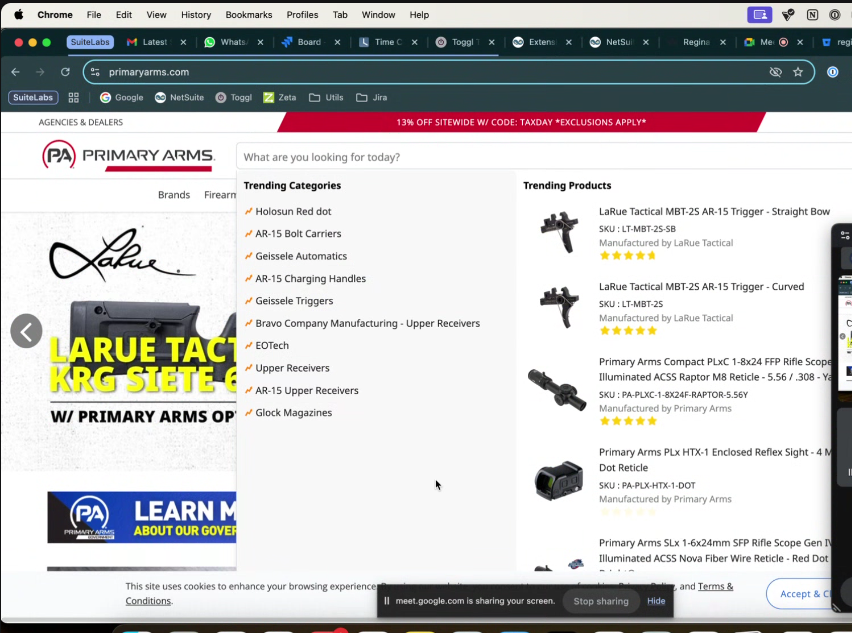 Chrome File Edit View History Bookmarks Profiles Tab Window Help
SuiteLabs Latest Whats Board Time C Toggl T Exten NetSui Regina Me regi
primaryarms.com
SuiteLabs Google NetSuite Toggl Zeta Utils Jira
AGENCIES & DEALERS
13% OFF SITEWIDE W/ CODE: TAXDAY *EXCLUSIONS APPLY*
PA PRIMARY ARMS.
What are you looking for today?
Brands Firearm
Trending Categories
Holosun Red dot
AR-15 Bolt Carriers
Geissele Automatics
AR-15 Charging Handles
Geissele Triggers
Bravo Company Manufacturing - Upper Receivers
EOTech
Upper Receivers
AR-15 Upper Receivers
Glock Magazines
Trending Products
LaRue Tactical MBT-2S AR-15 Trigger - Straight Bow
SKU : LT-MBT-2S-SB
Manufactured by LaRue Tactical
LaRue Tactical MBT-2S AR-15 Trigger - Curved
SKU : LT-MBT-2S
Manufactured by LaRue Tactical
Primary Arms Compact PLxC 1-8x24 FFP Rifle Scope
Illuminated ACSS Raptor M8 Reticle - 5.56 / .308 - Ya
SKU : PA-PLXC-1-8X24F-RAPTOR-5.56Y
Manufactured by Primary Arms
Primary Arms PLx HTX-1 Enclosed Reflex Sight - 4 M
Dot Reticle
SKU : PA-PLX-HTX-1-DOT
Manufactured by Primary Arms
Primary Arms SLx 1-6x24mm SFP Rifle Scope Gen IV
Illuminated ACSS Nova Fiber Wire Reticle - Red Dot
LaRue
LARUE TACT
KRG SIETE 6
W/ PRIMARY ARMS OP
PA
PRIMARY ARMS
LEARN M
ABOUT OUR GOVER
This site uses cookies to enhance your browsing experience and Terms &
Conditions.
Accept & Cl
meet.google.com is sharing your screen. Stop sharing Hide